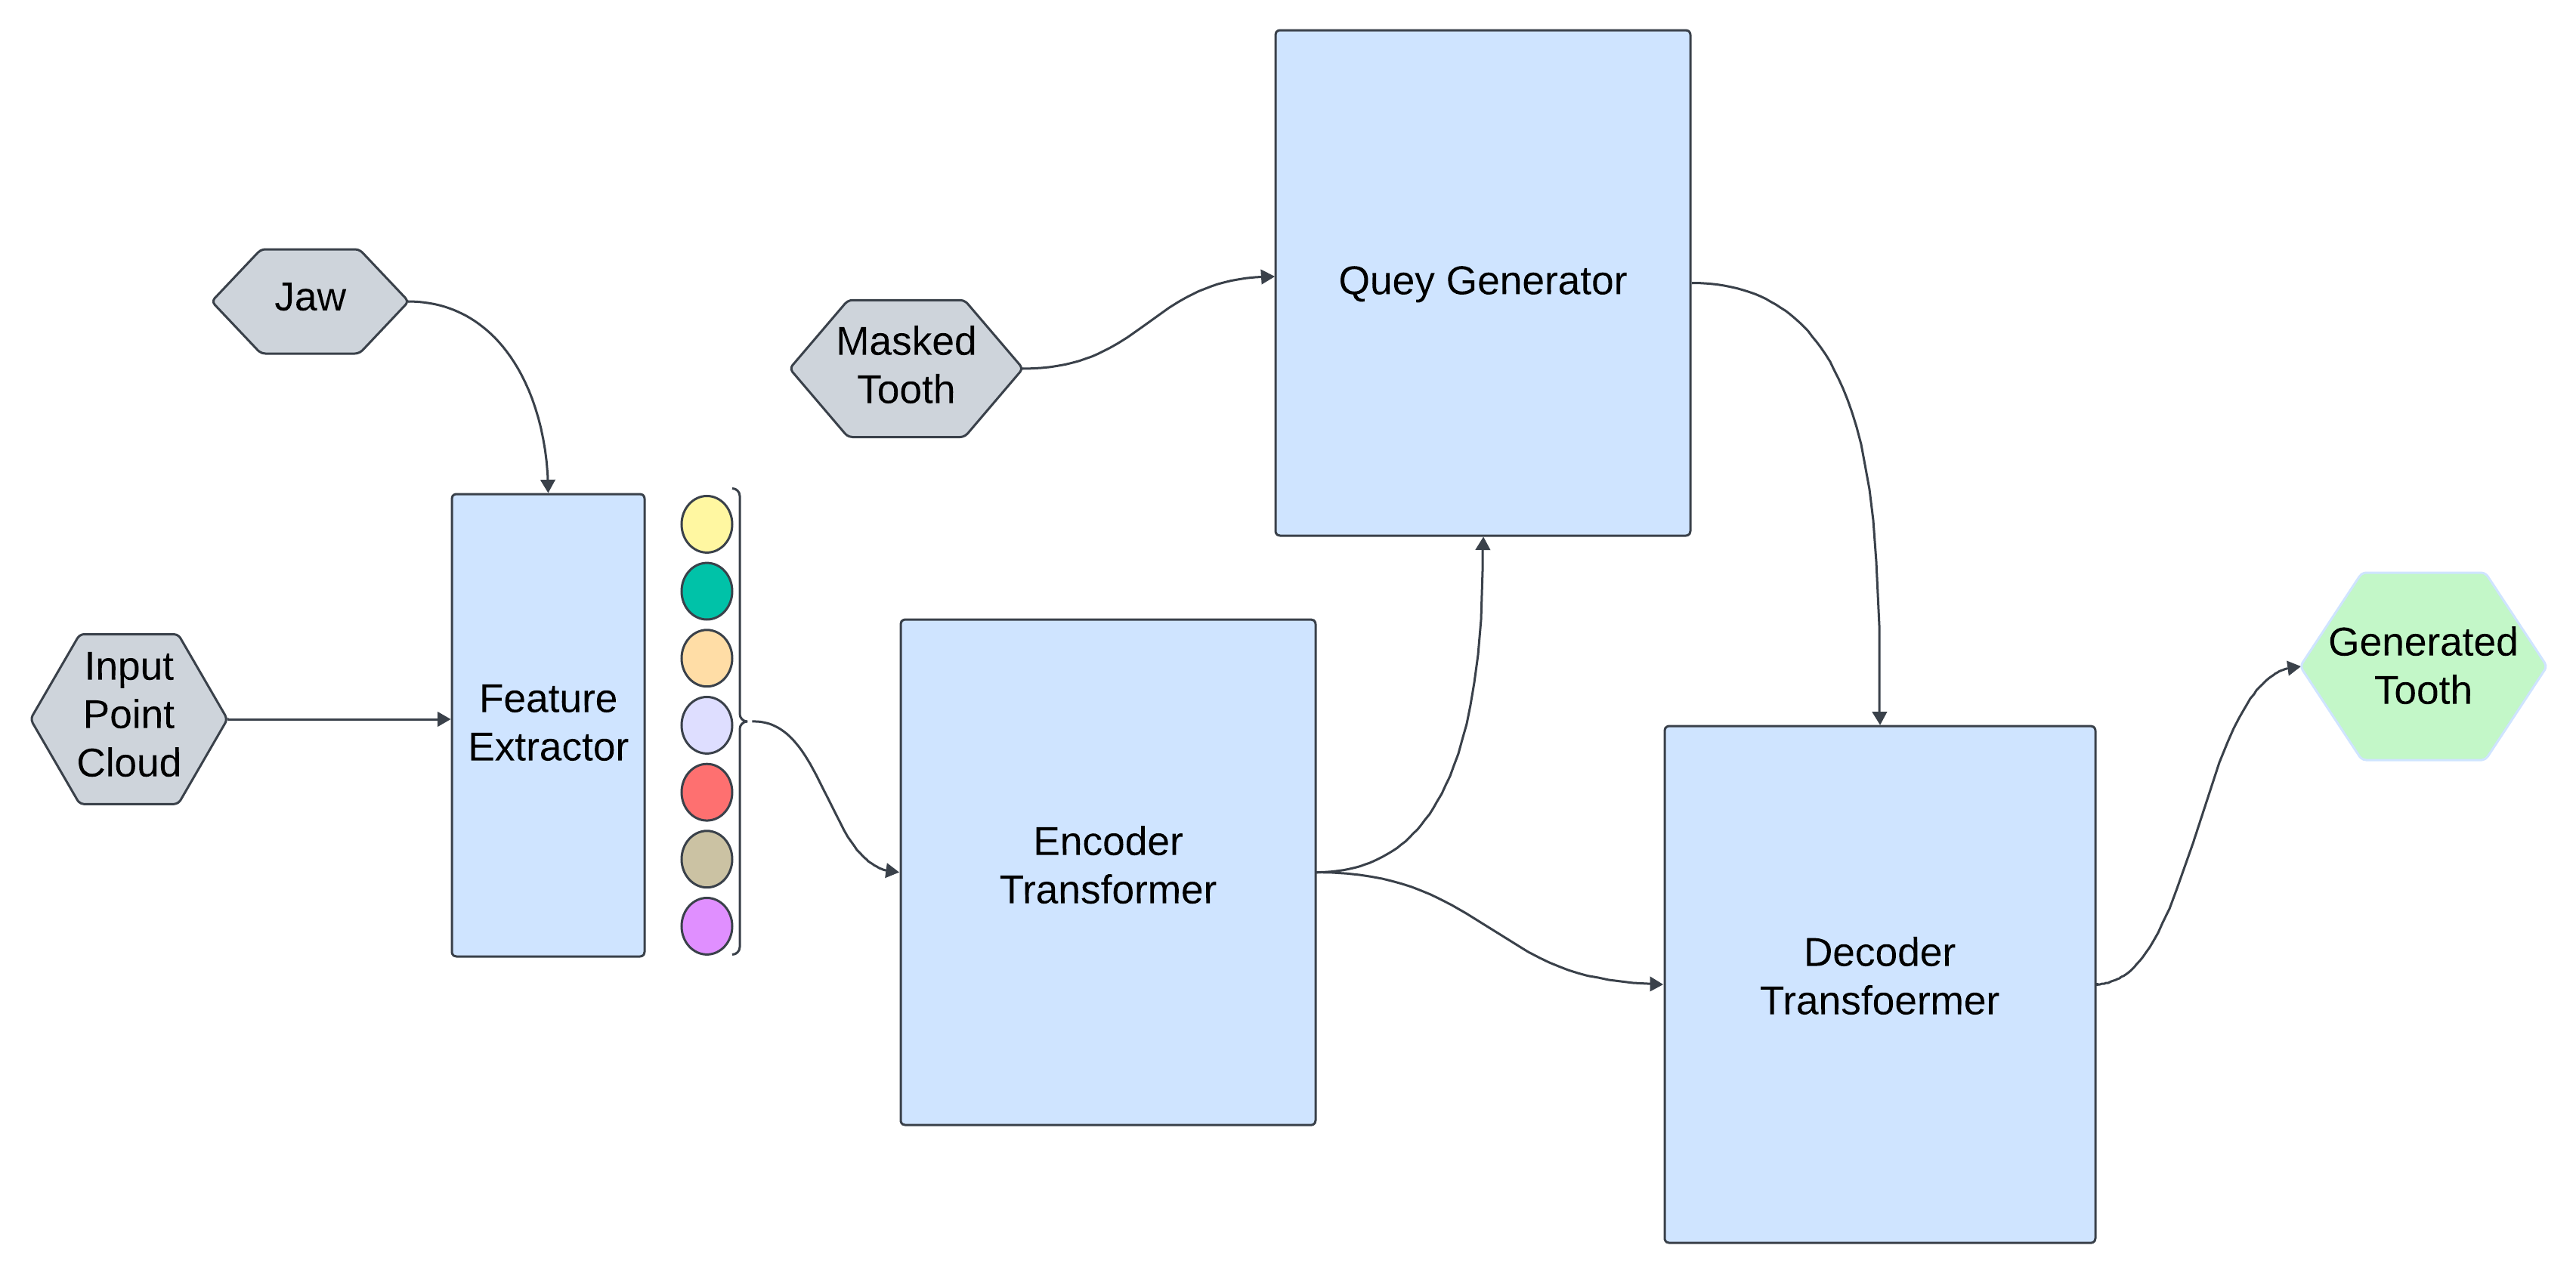 Jaw
Input
Point
Cloud
Feature
Extractor
Masked
Tooth
Quey Generator
Encoder
Transformer
Decoder
Transfoermer
Generated
Tooth